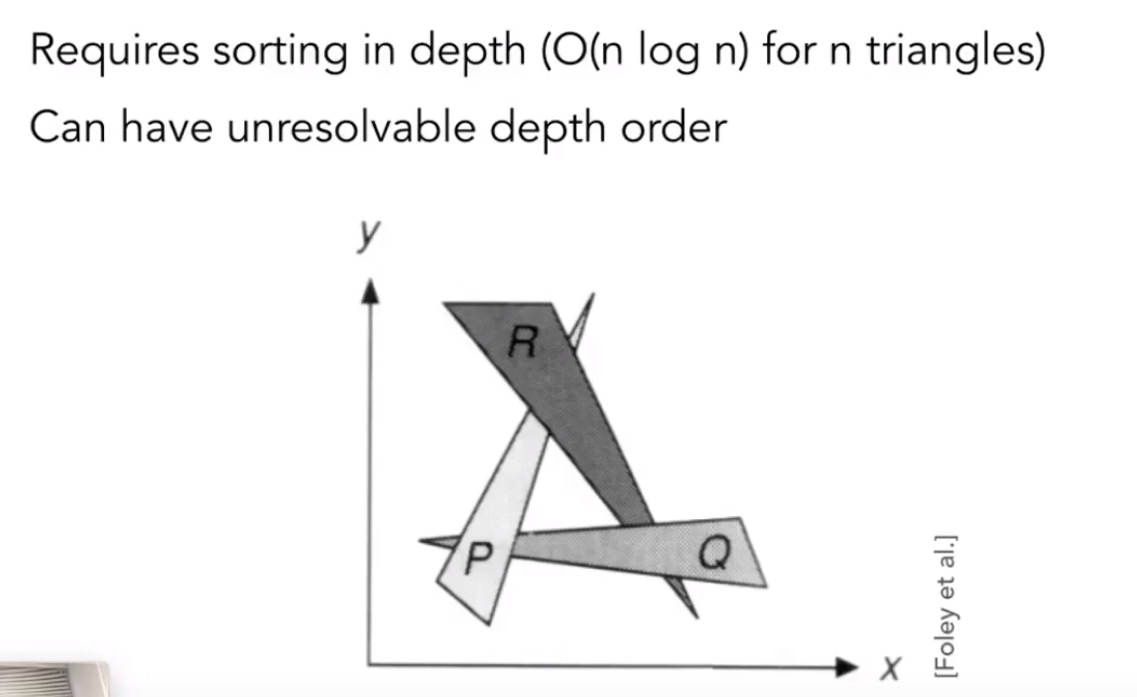 Requires sorting in depth (O(n log n) for n triangles)
Can have unresolvable depth order
y
R
P
Q
x
[Foley et al.]